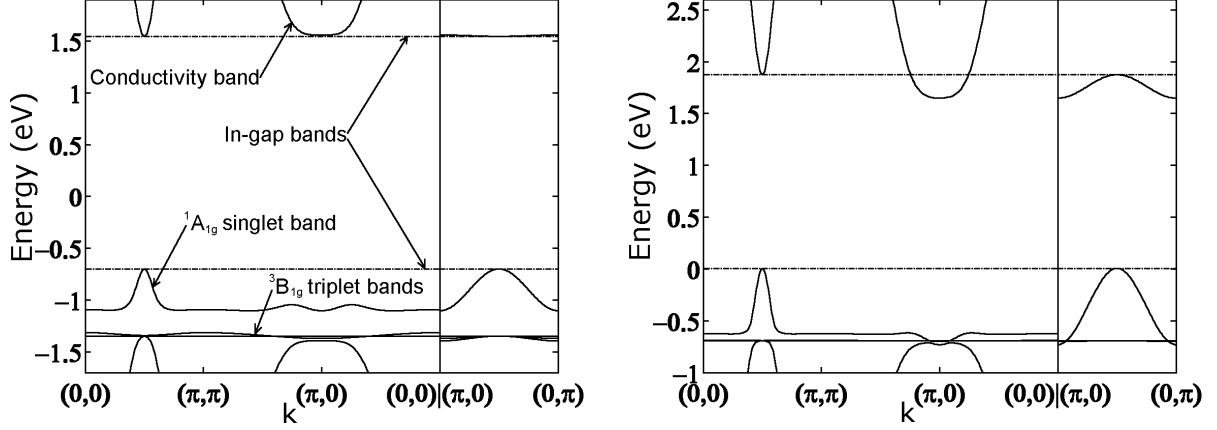 1.5
1
0.5
0
−0.5
−1
−1.5
Energy (eV)
Conductivity band
In-gap bands
¹A₁g singlet band
³B₁g triplet bands
(0,0)
(π,π)
(π,0)
(0,0)
(π,0)
(0,π)
k
2.5
2
1.5
1
0.5
0
−0.5
−1
Energy (eV)
(0,0)
(π,π)
(π,0)
(0,0)
(π,0)
(0,π)
k